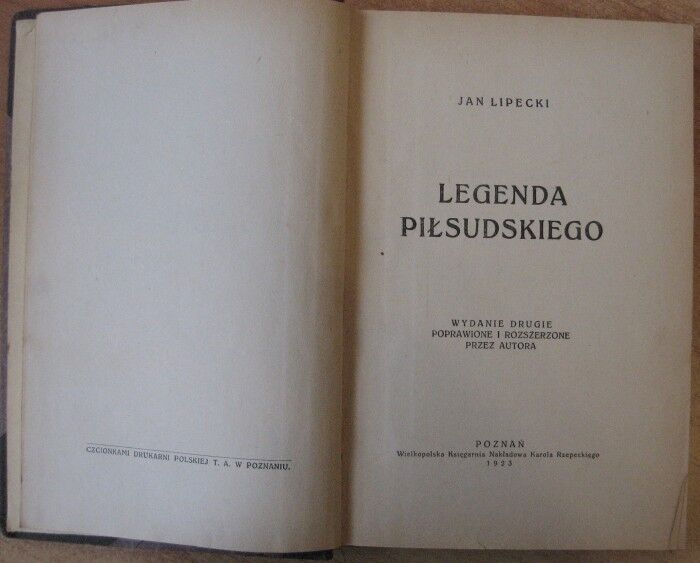 CZCIONKAMI DRUKARNI POLSKIEJ T. A. W POZNANIU.
JAN LIPECKI
LEGENDA
PIŁSUDSKIEGO
WYDANIE DRUGIE
POPRAWIONE I ROZSZERZONE
PRZEZ AUTORA
POZNAŃ
Wielkopolska Księgarnia Nakładowa Karola Rzepeckiego
1923